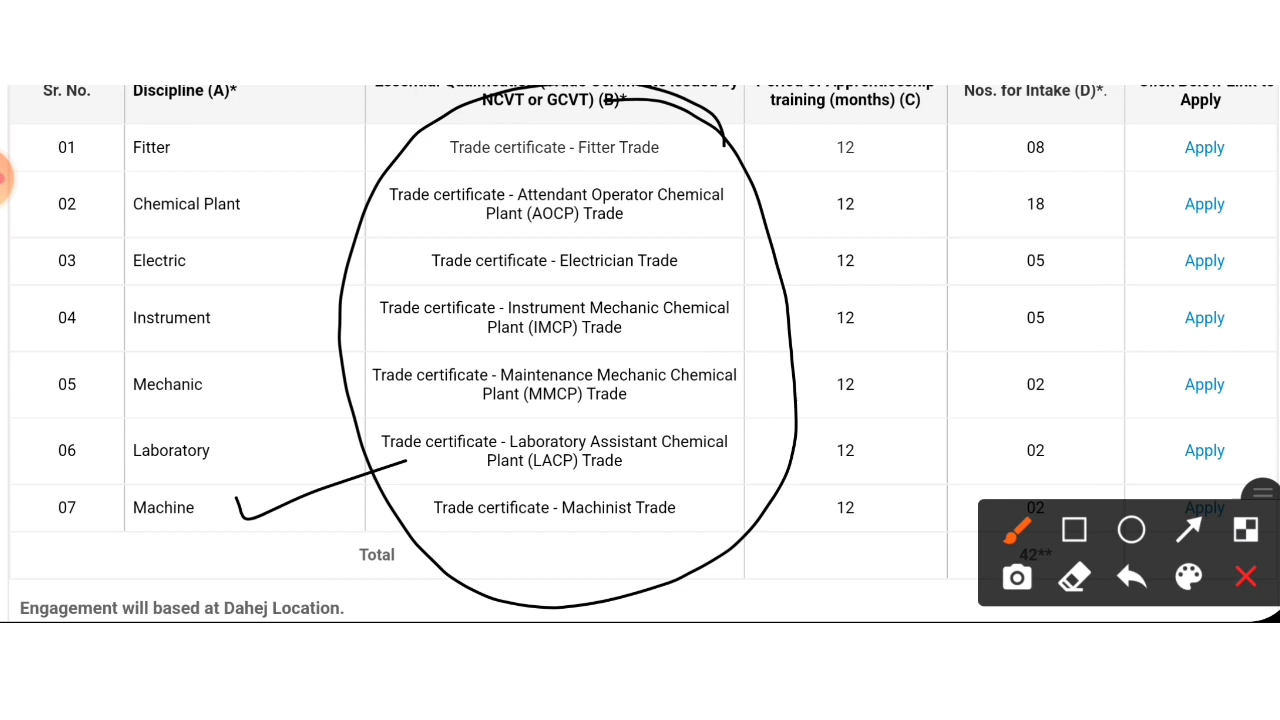 Sr. No. Discipline (A)* NCVT or GCVT) (B)* training (months) (C) Nos. for Intake (D)*. Apply
01 Fitter Trade certificate - Fitter Trade 12 08 Apply
02 Chemical Plant Trade certificate - Attendant Operator Chemical
Plant (AOCP) Trade 12 18 Apply
03 Electric Trade certificate - Electrician Trade 12 05 Apply
04 Instrument Trade certificate - Instrument Mechanic Chemical
Plant (IMCP) Trade 12 05 Apply
05 Mechanic Trade certificate - Maintenance Mechanic Chemical
Plant (MMCP) Trade 12 02 Apply
06 Laboratory Trade certificate - Laboratory Assistant Chemical
Plant (LACP) Trade 12 02 Apply
07 Machine Trade certificate - Machinist Trade 12 02 Apply
Total 42**
Engagement will based at Dahej Location.